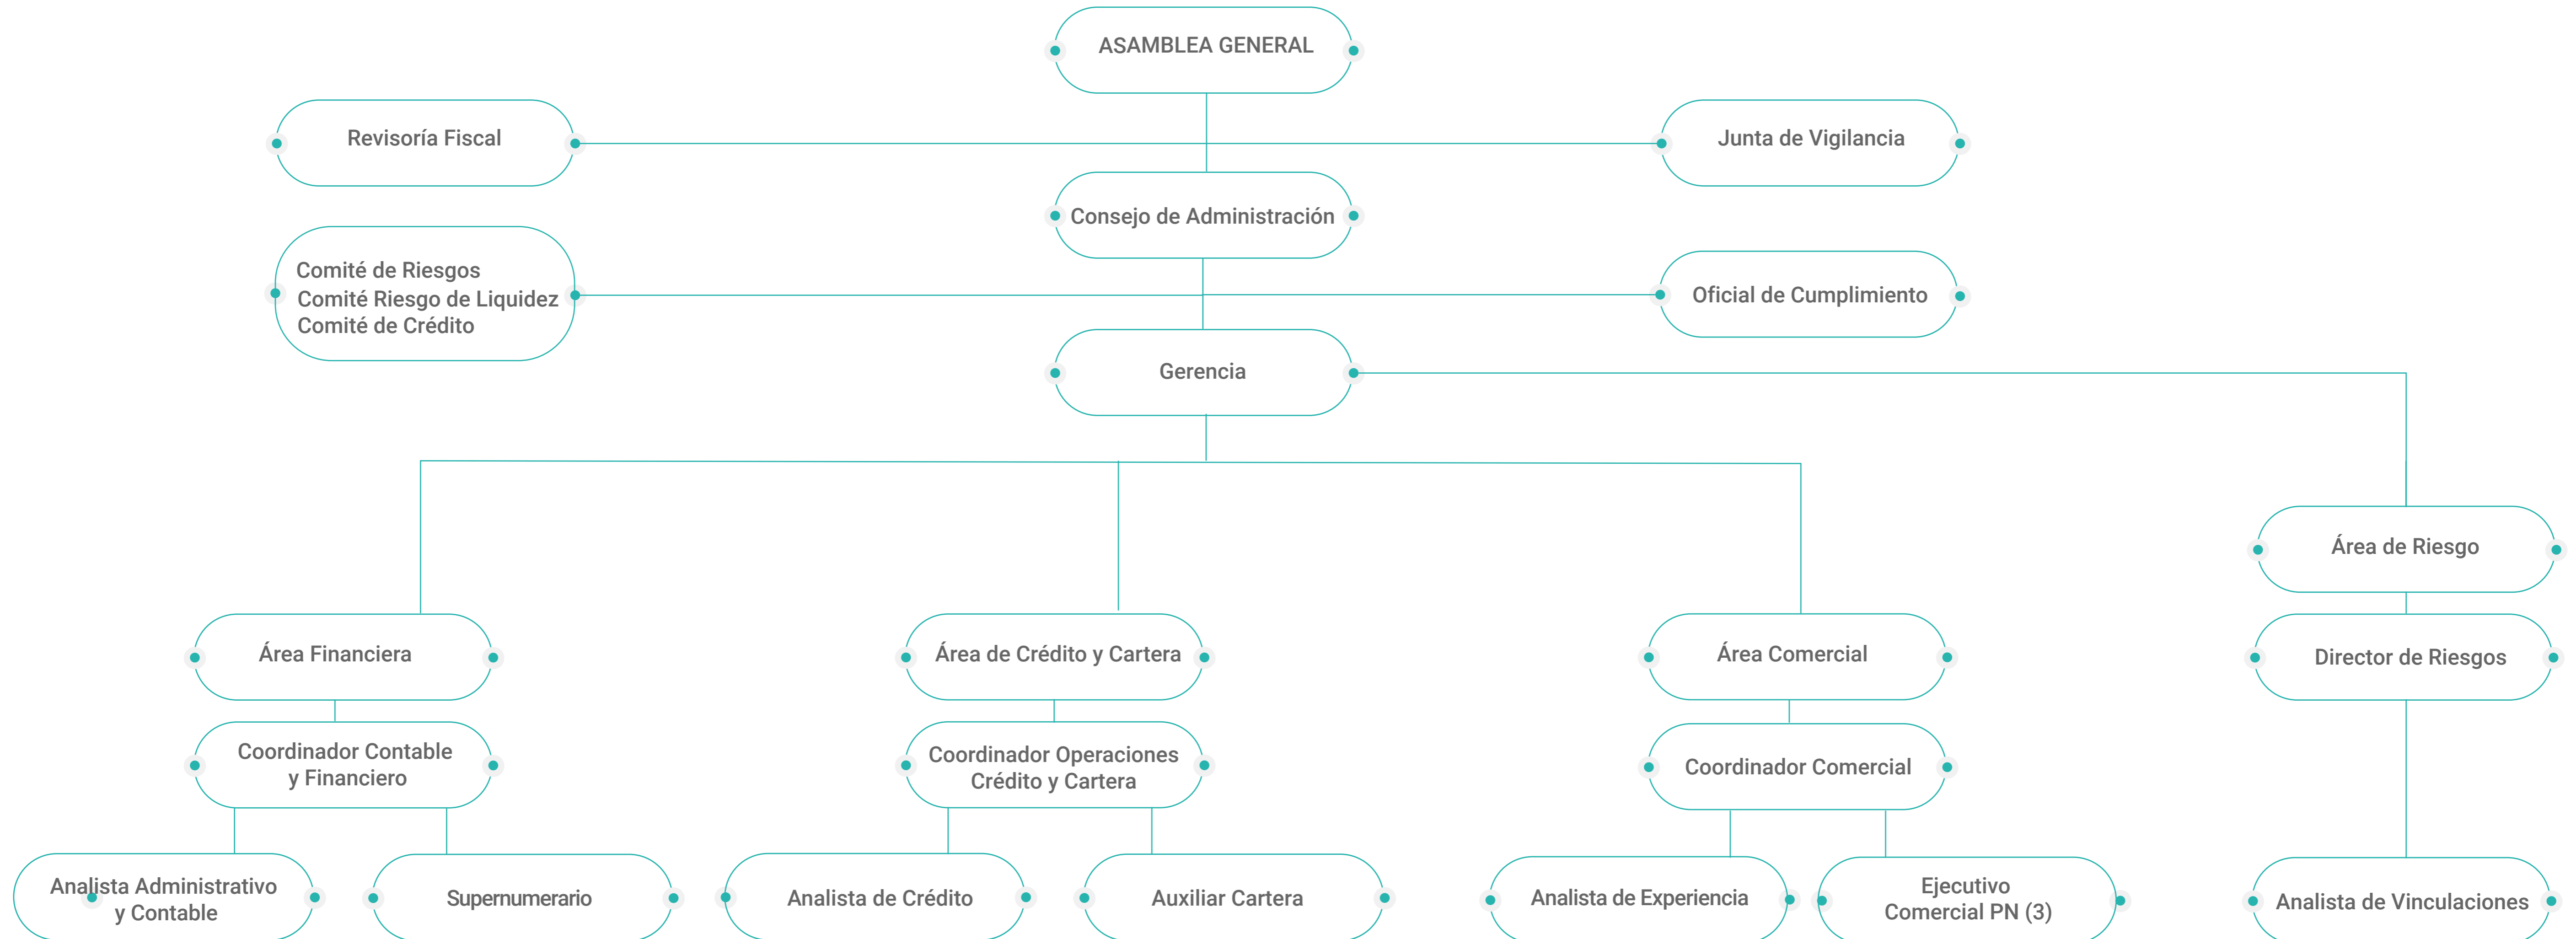 ASAMBLEA GENERAL
Revisoría Fiscal
Junta de Vigilancia
Consejo de Administración
Comité de Riesgos
Comité Riesgo de Liquidez
Comité de Crédito
Oficial de Cumplimiento
Gerencia
Área de Riesgo
Área Financiera
Área de Crédito y Cartera
Área Comercial
Director de Riesgos
Coordinador Contable
y Financiero
Coordinador Operaciones
Crédito y Cartera
Coordinador Comercial
Analista Administrativo
y Contable
Supernumerario
Analista de Crédito
Auxiliar Cartera
Analista de Experiencia
Ejecutivo
Comercial PN (3)
Analista de Vinculaciones